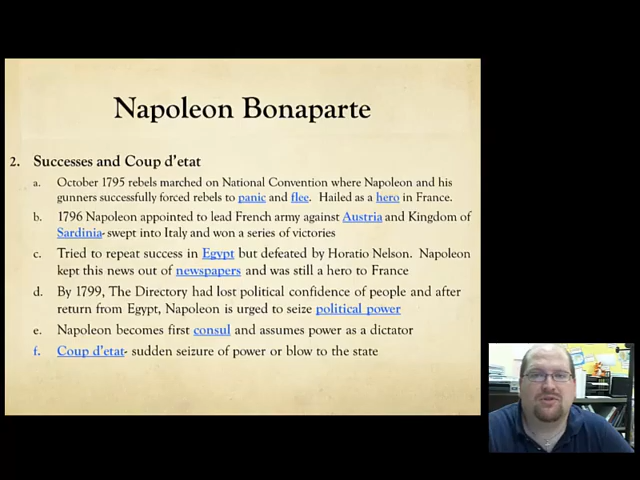 Napoleon Bonaparte
2. Successes and Coup d'etat
a. October 1795 rebels marched on National Convention where Napoleon and his
gunners successfully forced rebels to panic and flee. Hailed as a hero in France.
b. 1796 Napoleon appointed to lead French army against Austria and Kingdom of
Sardinia- swept into Italy and won a series of victories
c. Tried to repeat success in Egypt but defeated by Horatio Nelson. Napoleon
kept this news out of newspapers and was still a hero to France
d. By 1799, The Directory had lost political confidence of people and after
return from Egypt, Napoleon is urged to seize political power
e. Napoleon becomes first consul and assumes power as a dictator
f. Coup d'etat- sudden seizure of power or blow to the state